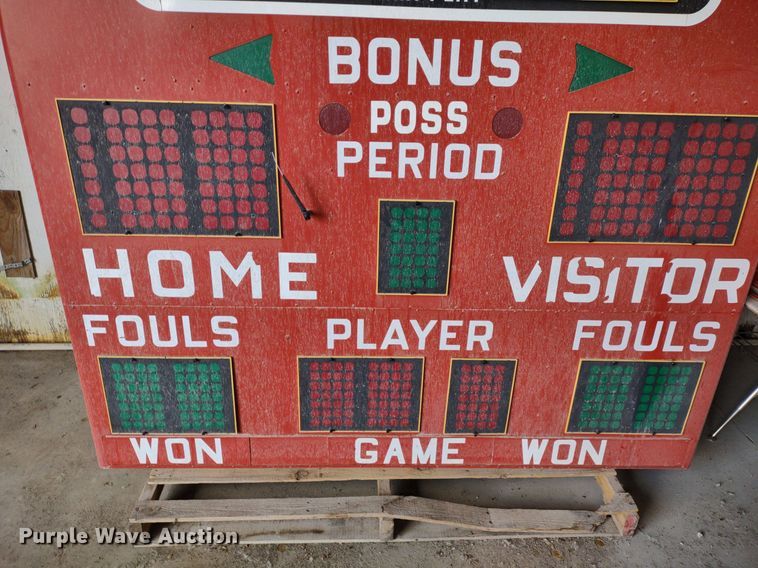 BONUS
POSS
PERIOD
HOME VISITOR
FOULS PLAYER FOULS
WON GAME WON
Purple Wave Auction